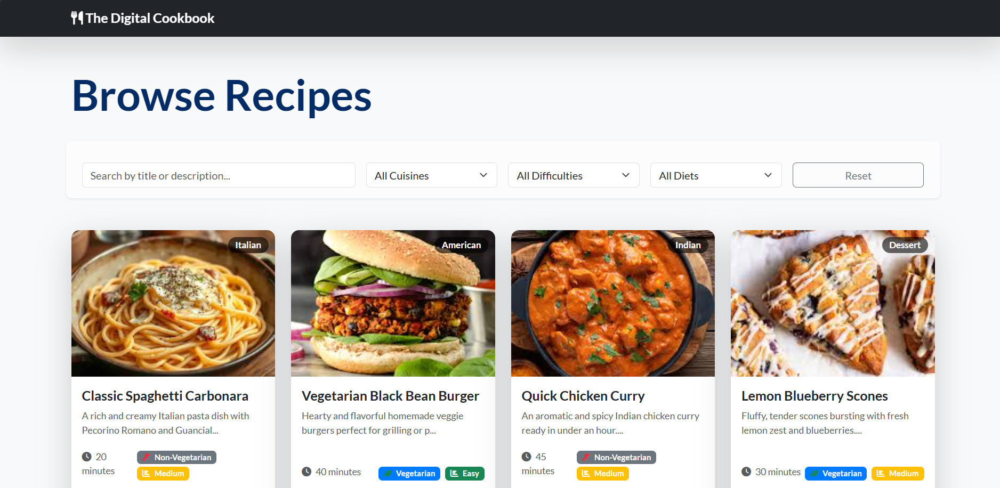 The Digital Cookbook
Browse Recipes
Search by title or description...
All Cuisines
All Difficulties
All Diets
Reset
Italian
American
Indian
Dessert
Classic Spaghetti Carbonara
A rich and creamy Italian pasta dish with
Pecorino Romano and Guancial...
20
minutes
Non-Vegetarian
Medium
Vegetarian Black Bean Burger
Hearty and flavorful homemade veggie
burgers perfect for grilling or p...
40 minutes
Vegetarian
Easy
Quick Chicken Curry
An aromatic and spicy Indian chicken curry
ready in under an hour....
45
minutes
Non-Vegetarian
Medium
Lemon Blueberry Scones
Fluffy, tender scones bursting with fresh
lemon zest and blueberries....
30 minutes
Vegetarian
Medium